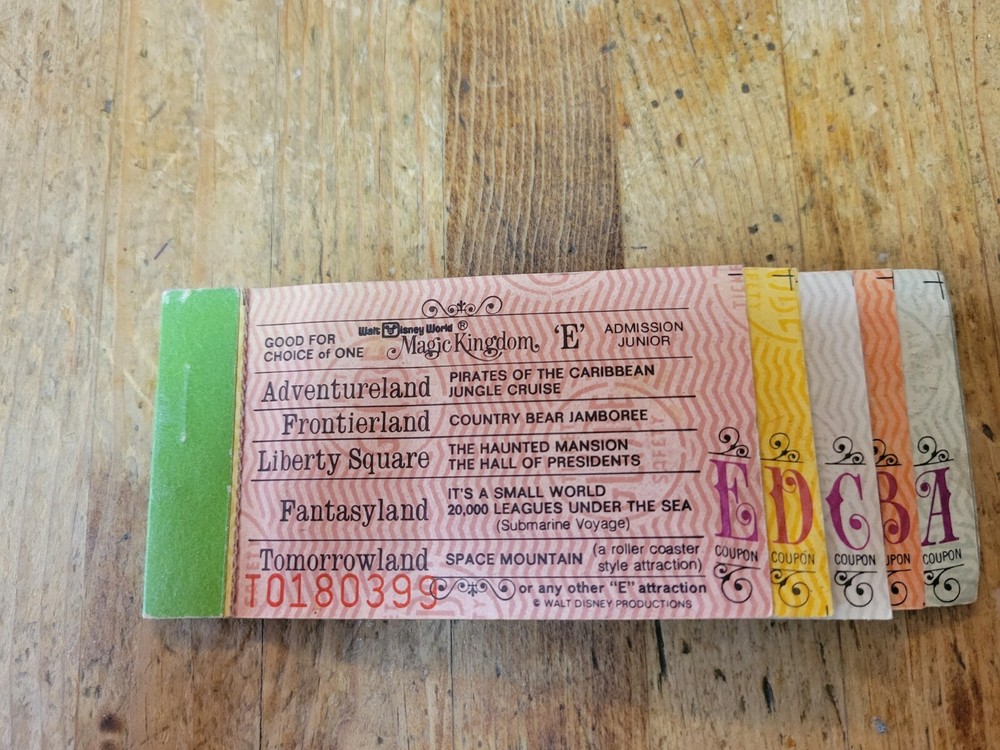 GOOD FOR
CHOICE of ONE
Walt Disney World ®
Magic Kingdom
'E'
ADMISSION
JUNIOR
Adventureland PIRATES OF THE CARIBBEAN
JUNGLE CRUISE
Frontierland COUNTRY BEAR JAMBOREE
Liberty Square THE HAUNTED MANSION
THE HALL OF PRESIDENTS
Fantasyland IT'S A SMALL WORLD
20,000 LEAGUES UNDER THE SEA
(Submarine Voyage)
Tomorrowland SPACE MOUNTAIN (a roller coaster
style attraction)
T0180399
or any other "E" attraction
© WALT DISNEY PRODUCTIONS
E
COUPON
D
COUPON
C
COUPON
B
UPON
A
COUPON